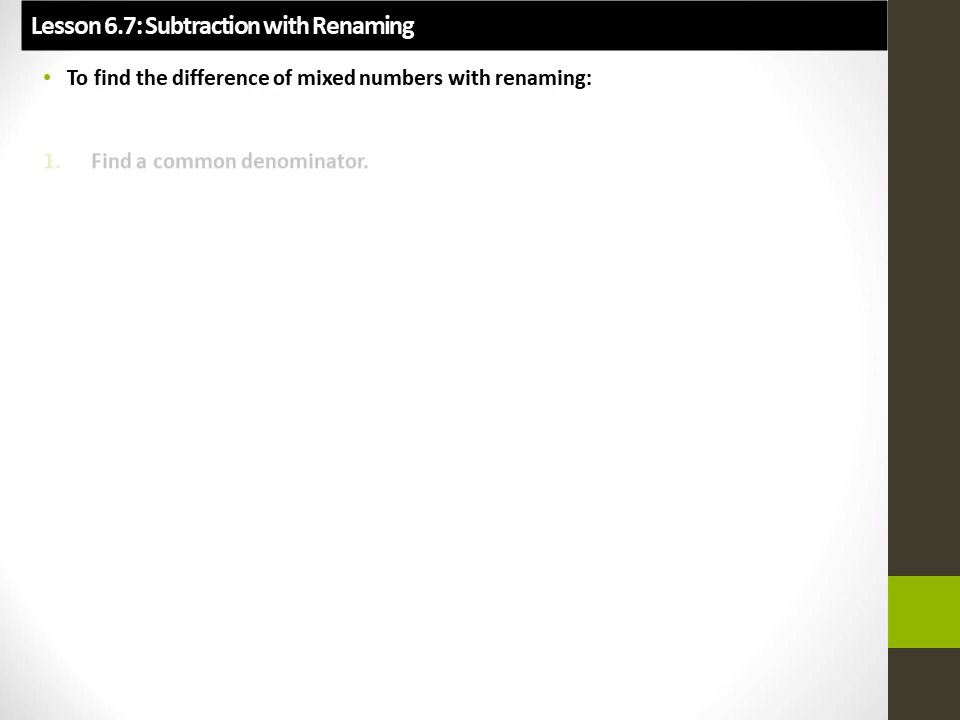 Lesson 6.7: Subtraction with Renaming
• To find the difference of mixed numbers with renaming:
1. Find a common denominator.